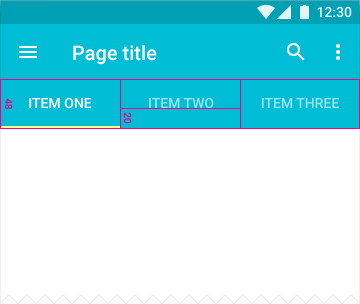 12:30
Page title
ITEM ONE
ITEM TWO
ITEM THREE
48
20